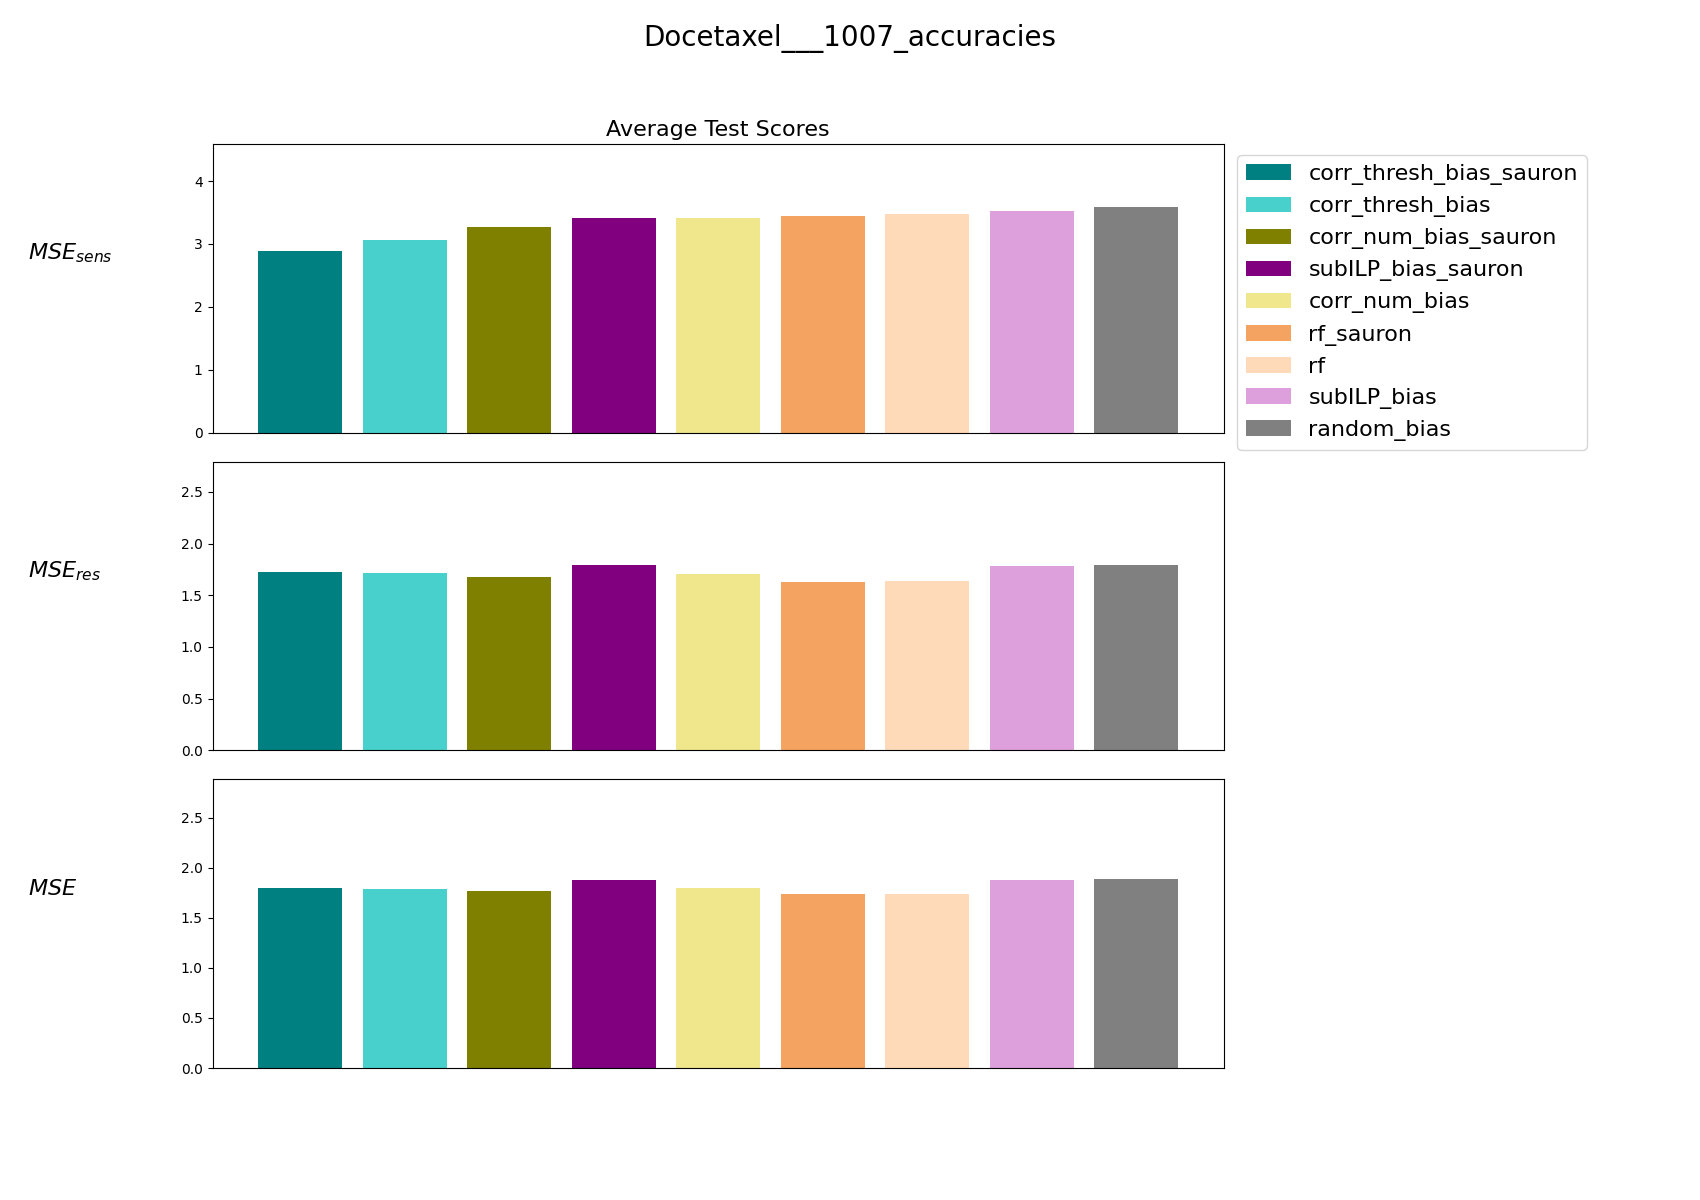 Docetaxel___1007_accuracies
Average Test Scores
MSE_sens
4
3
2
1
0
corr_thresh_bias_sauron
corr_thresh_bias
corr_num_bias_sauron
subILP_bias_sauron
corr_num_bias
rf_sauron
rf
subILP_bias
random_bias
MSE_res
2.5
2.0
1.5
1.0
0.5
0.0
MSE
2.5
2.0
1.5
1.0
0.5
0.0